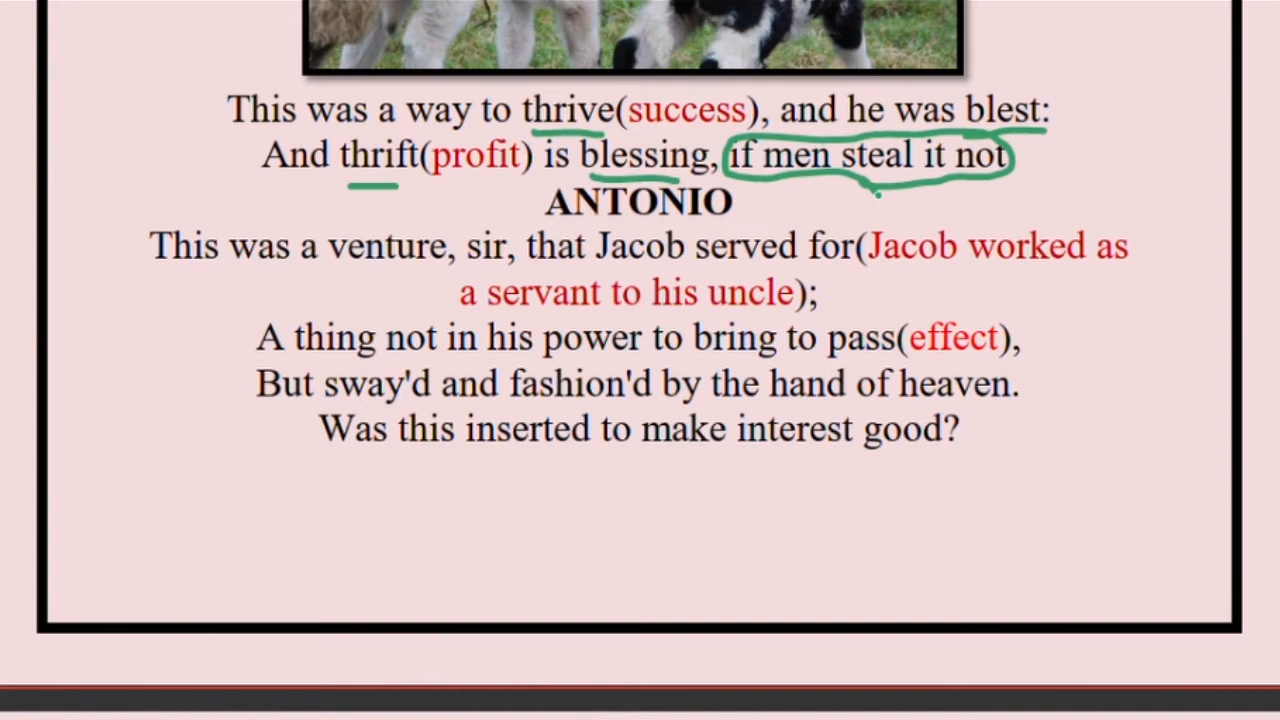 This was a way to thrive(success), and he was blest:
And thrift(profit) is blessing, if men steal it not
ANTONIO
This was a venture, sir, that Jacob served for(Jacob worked as
a servant to his uncle);
A thing not in his power to bring to pass(effect),
But sway'd and fashion'd by the hand of heaven.
Was this inserted to make interest good?